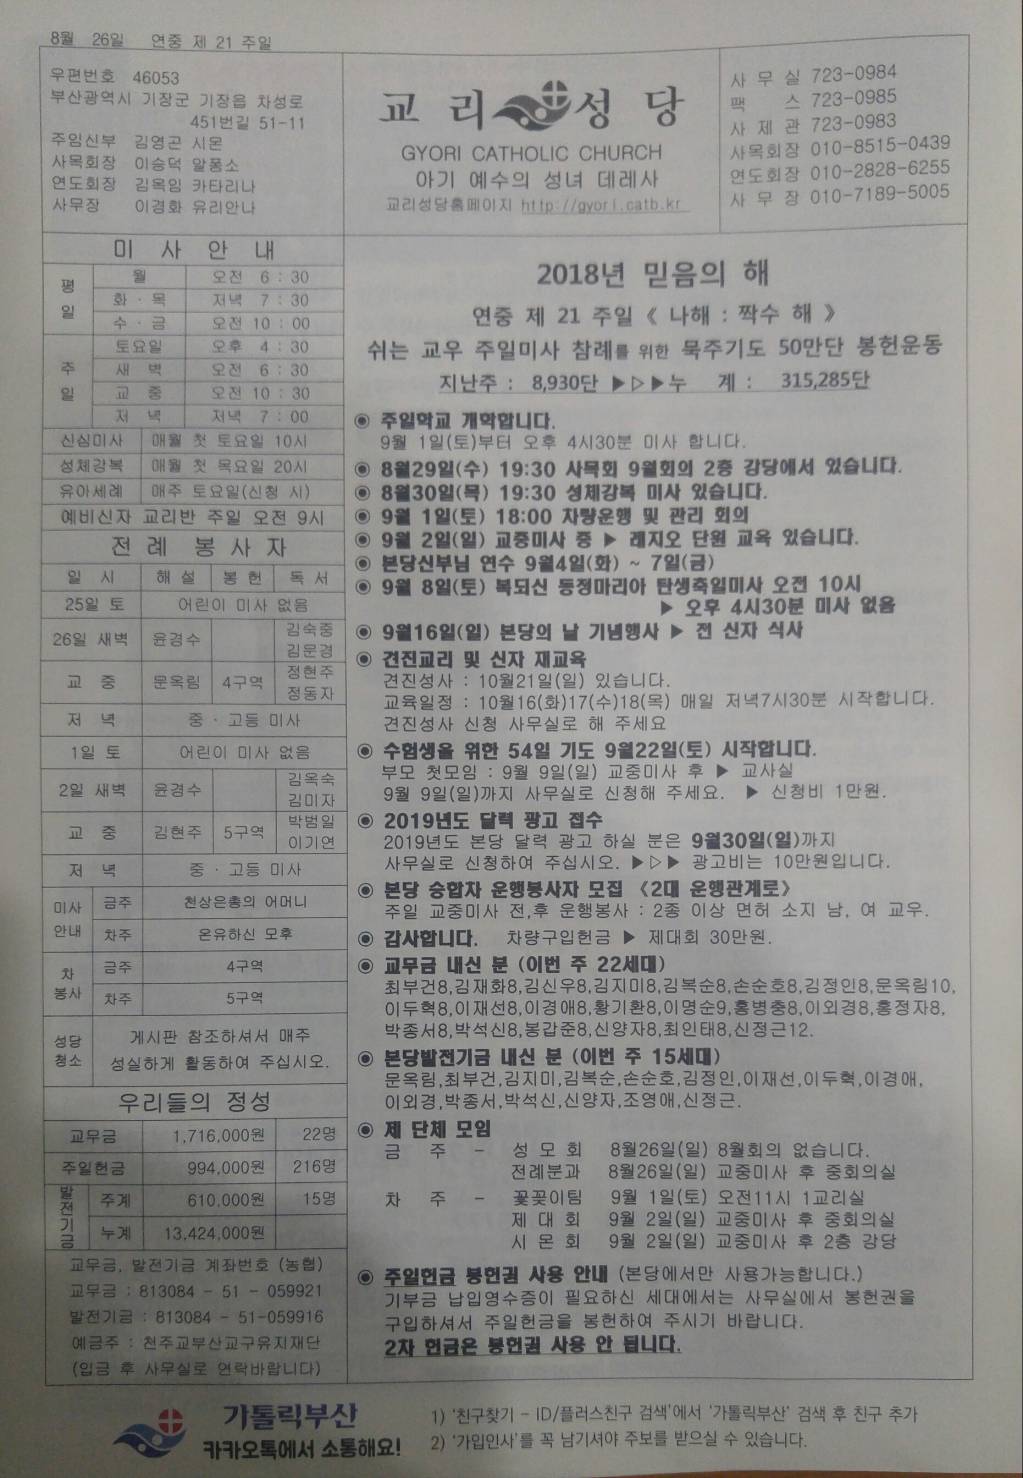 8월 26일 연중 제 21 주일
우편번호 46053
부산광역시 기장군 기장읍 차성로
451번길 51-11
주임신부 김영곤 시몬
사목회장 이승덕 알퐁소
연도회장 김옥임 카타리나
사무장 이경화 유리안나
교리 성당
GYORI CATHOLIC CHURCH
아기 예수의 성녀 데레사
교리성당홈페이지 http://gyori.catb.kr
사 무 실 723-0984
팩 스 723-0985
사 제 관 723-0983
사목회장 010-8515-0439
연도회장 010-2828-6255
사 무 장 010-7189-5005
미 사 안 내
평일 월 오전 6 : 30
화 · 목 저녁 7 : 30
수 · 금 오전 10 : 00
주일 토요일 오후 4 : 30
새 벽 오전 6 : 30
교 중 오전 10 : 30
저 녁 저녁 7 : 00
신심미사 매월 첫 토요일 10시
성체강복 매월 첫 목요일 20시
유아세례 매주 토요일(신청 시)
예비신자 교리반 주일 오전 9시
전 례 봉 사 자
일 시 해 설 봉 헌 독 서
25일 토 어린이 미사 없음
26일 새벽 윤경수 김숙중
김문경
교 중 문옥림 4구역 정현주
정동자
저 녁 중 · 고등 미사
1일 토 어린이 미사 없음
2일 새벽 윤경수 김옥숙
김미자
교 중 김현주 5구역 박범일
이기연
저 녁 중 · 고등 미사
미사안내 금주 천상은총의 어머니
차주 온유하신 모후
차봉사 금주 4구역
차주 5구역
성당청소 게시판 참조하셔서 매주
성실하게 활동하여 주십시오.
우리들의 정성
교무금 1,716,000원 22명
주일헌금 994,000원 216명
발전기금 주계 610,000원 15명
누계 13,424,000원
교무금, 발전기금 계좌번호 (농협)
교무금 : 813084 - 51 - 059921
발전기금 : 813084 - 51-059916
예금주 : 천주교부산교구유지재단
(입금 후 사무실로 연락바랍니다)
2018년 믿음의 해
연중 제 21 주일 《 나해 : 짝수 해 》
쉬는 교우 주일미사 참례를 위한 묵주기도 50만단 봉헌운동
지난주 : 8,930단 ▶▷▶누 계 : 315,285단
◉ 주일학교 개학합니다.
9월 1일(토)부터 오후 4시30분 미사 합니다.
◉ 8월29일(수) 19:30 사목회 9월회의 2층 강당에서 있습니다.
◉ 8월30일(목) 19:30 성체강복 미사 있습니다.
◉ 9월 1일(토) 18:00 차량운행 및 관리 회의
◉ 9월 2일(일) 교중미사 중 ▶ 레지오 단원 교육 있습니다.
◉ 본당신부님 연수 9월4일(화) ~ 7일(금)
◉ 9월 8일(토) 복되신 동정마리아 탄생축일미사 오전 10시
▶ 오후 4시30분 미사 없음
◉ 9월16일(일) 본당의 날 기념행사 ▶ 전 신자 식사
◉ 견진교리 및 신자 재교육
견진성사 : 10월21일(일) 있습니다.
교육일정 : 10월16(화)17(수)18(목) 매일 저녁7시30분 시작합니다.
견진성사 신청 사무실로 해 주세요
◉ 수험생을 위한 54일 기도 9월22일(토) 시작합니다.
부모 첫모임 : 9월 9일(일) 교중미사 후 ▶ 교사실
9월 9일(일)까지 사무실로 신청해 주세요. ▶ 신청비 1만원.
◉ 2019년도 달력 광고 접수
2019년도 본당 달력 광고 하실 분은 9월30일(일)까지
사무실로 신청하여 주십시오. ▶▷▶ 광고비는 10만원입니다.
◉ 본당 승합차 운행봉사자 모집 《2대 운행관계로》
주일 교중미사 전,후 운행봉사 : 2종 이상 면허 소지 남, 여 교우.
◉ 감사합니다. 차량구입헌금 ▶ 제대회 30만원.
◉ 교무금 내신 분 (이번 주 22세대)
최부건8,김재화8,김신우8,김지미8,김복순8,손순호8,김정인8,문옥림10,
이두혁8,이재선8,이경애8,황기환8,이명순9,홍병충8,이외경8,홍정자8,
박종서8,박석신8,봉갑준8,신양자8,최인태8,신정근12.
◉ 본당발전기금 내신 분 (이번 주 15세대)
문옥림,최부건,김지미,김복순,손순호,김정인,이재선,이두혁,이경애,
이외경,박종서,박석신,신양자,조영애,신정근.
◉ 제 단체 모임
금 주 - 성 모 회 8월26일(일) 8월회의 없습니다.
전례분과 8월26일(일) 교중미사 후 중회의실
차 주 - 꽃꽂이팀 9월 1일(토) 오전11시 1교리실
제 대 회 9월 2일(일) 교중미사 후 중회의실
시 몬 회 9월 2일(일) 교중미사 후 2층 강당
◉ 주일헌금 봉헌권 사용 안내 (본당에서만 사용가능합니다.)
기부금 납입영수증이 필요하신 세대에서는 사무실에서 봉헌권을
구입하셔서 주일헌금을 봉헌하여 주시기 바랍니다.
2차 헌금은 봉헌권 사용 안 됩니다.
가톨릭부산
카카오톡에서 소통해요!
1) '친구찾기 - ID/플러스친구 검색'에서 '가톨릭부산' 검색 후 친구 추가
2) '가입인사'를 꼭 남기셔야 주보를 받으실 수 있습니다.